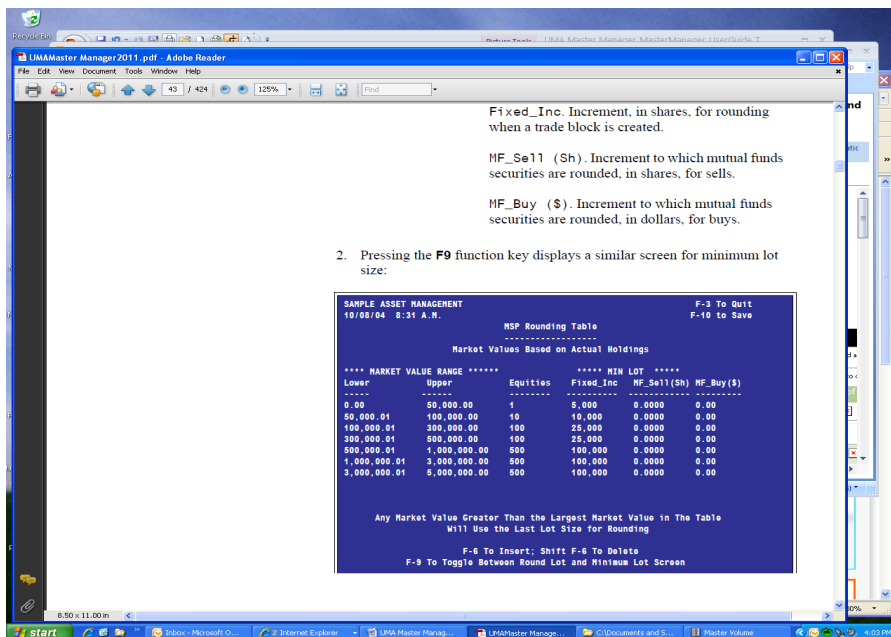 Recycle Bin
Picture Tools UMA Master Manager_MasterManager_UserGuide_T
UMAMaster Manager2011.pdf - Adobe Reader
File Edit View Document Tools Window Help
43 / 424 125% Find
Fixed_Inc. Increment, in shares, for rounding
when a trade block is created.
MF_Sell (Sh). Increment to which mutual funds
securities are rounded, in shares, for sells.
MF_Buy ($). Increment to which mutual funds
securities are rounded, in dollars, for buys.
2. Pressing the F9 function key displays a similar screen for minimum lot
size:
SAMPLE ASSET MANAGEMENT F-3 To Quit
10/08/04 8:31 A.M. F-10 to Save
MSP Rounding Table
------------------
Market Values Based on Actual Holdings
**** MARKET VALUE RANGE ****** ***** MIN LOT *****
Lower Upper Equities Fixed_Inc MF_Sell(Sh) MF_Buy($)
----- ------ -------- ---------- ------------ ---------
0.00 50,000.00 1 5,000 0.0000 0.00
50,000.01 100,000.00 10 10,000 0.0000 0.00
100,000.01 300,000.00 100 25,000 0.0000 0.00
300,000.01 500,000.00 100 25,000 0.0000 0.00
500,000.01 1,000,000.00 500 100,000 0.0000 0.00
1,000,000.01 3,000,000.00 500 100,000 0.0000 0.00
3,000,000.01 5,000,000.00 500 100,000 0.0000 0.00
Any Market Value Greater Than the Largest Market Value in The Table
Will Use the Last Lot Size for Rounding
F-6 To Insert; Shift F-6 To Delete
F-9 To Toggle Between Round Lot and Minimum Lot Screen
8.50 x 11.00 in
start Inbox - Microsoft O... 2 Internet Explorer UMA Master Manag... UMAMaster Manage... C:\Documents and S... Master Volume 4:03 PM